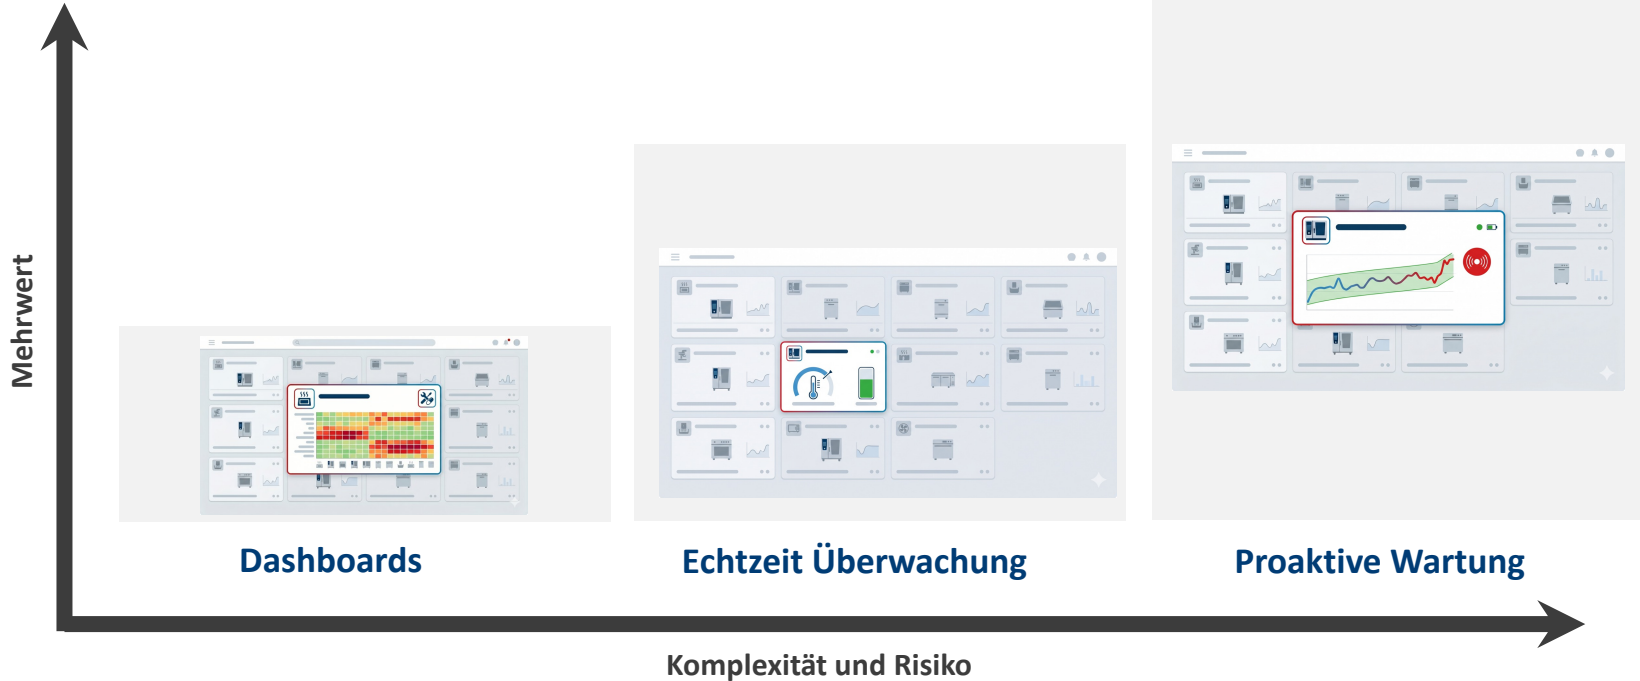 Mehrwert
Dashboards
Echtzeit Überwachung
Proaktive Wartung
Komplexität und Risiko